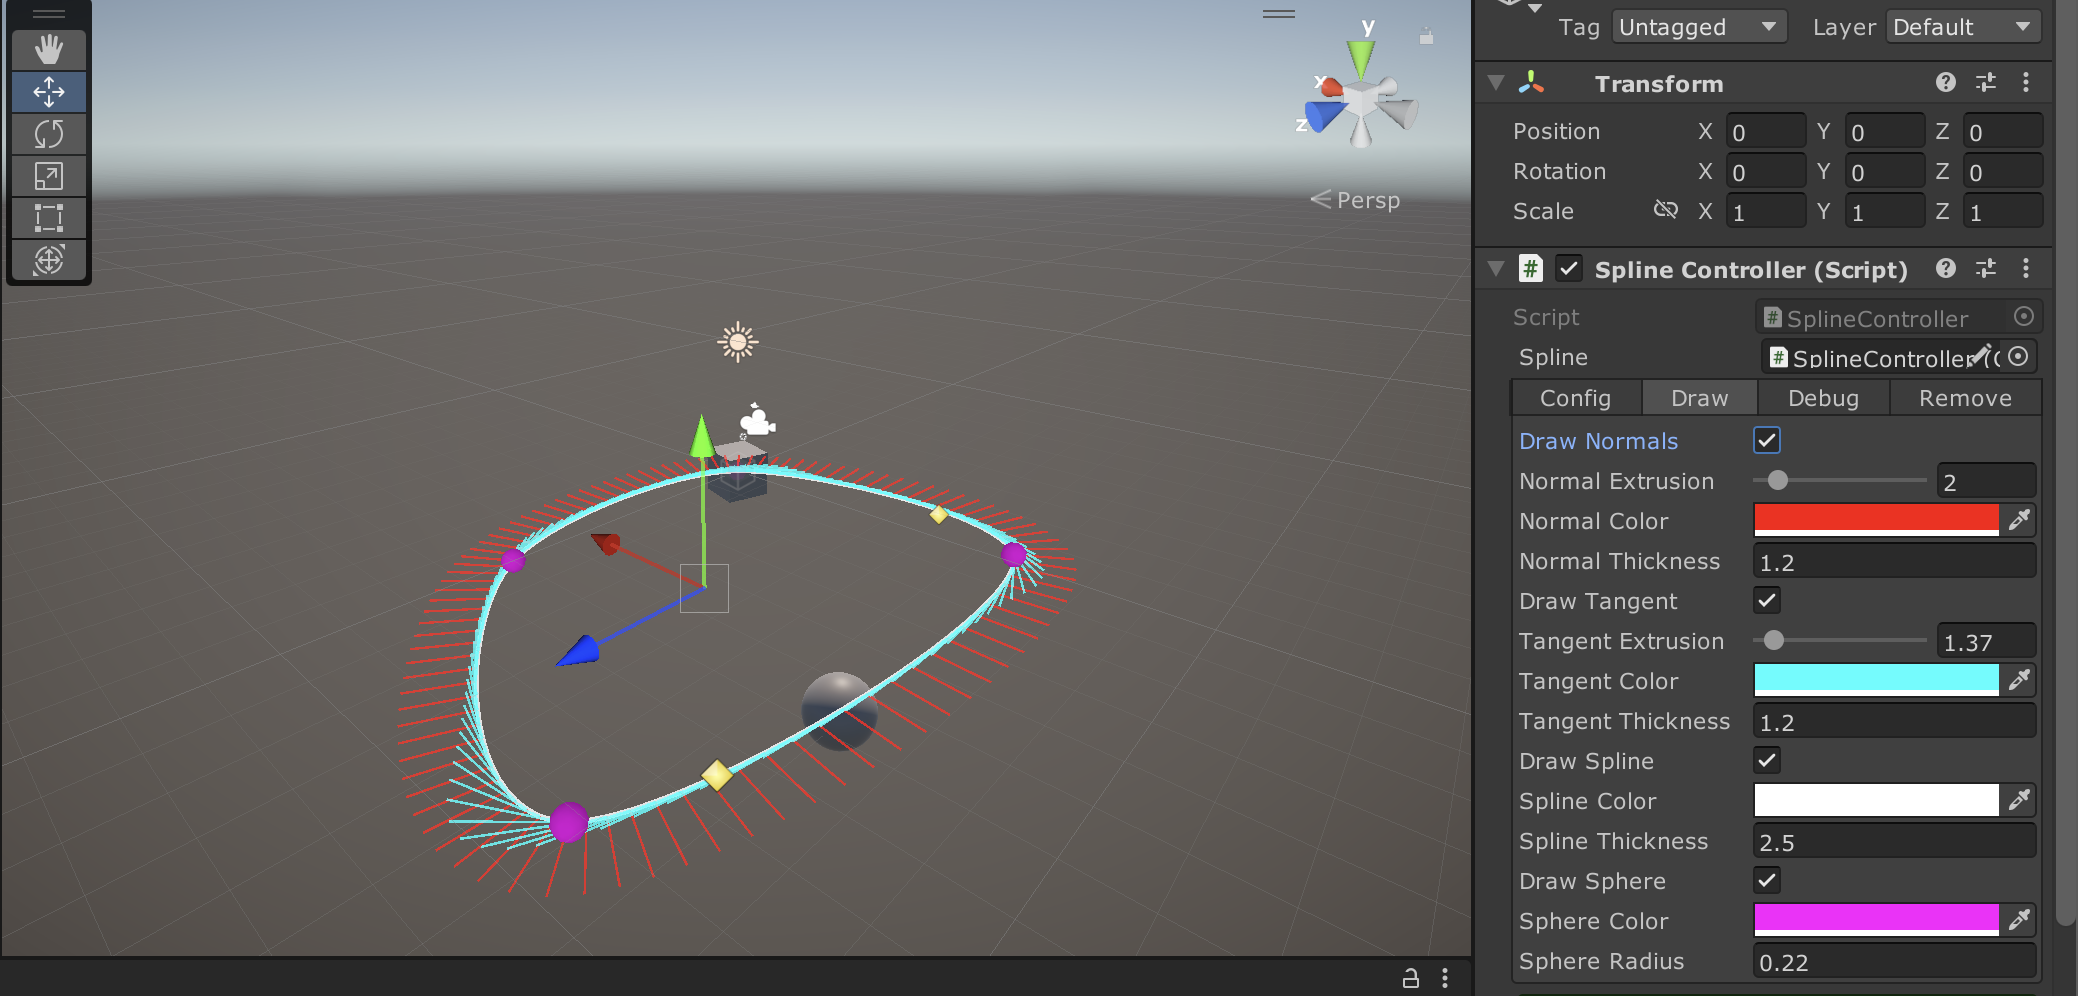 y
x
z
Persp
Tag Untagged Layer Default
Transform
Position X 0 Y 0 Z 0
Rotation X 0 Y 0 Z 0
Scale X 1 Y 1 Z 1
# Spline Controller (Script)
Script # SplineController
Spline # SplineController (
Config Draw Debug Remove
Draw Normals
Normal Extrusion 2
Normal Color
Normal Thickness 1.2
Draw Tangent
Tangent Extrusion 1.37
Tangent Color
Tangent Thickness 1.2
Draw Spline
Spline Color
Spline Thickness 2.5
Draw Sphere
Sphere Color
Sphere Radius 0.22